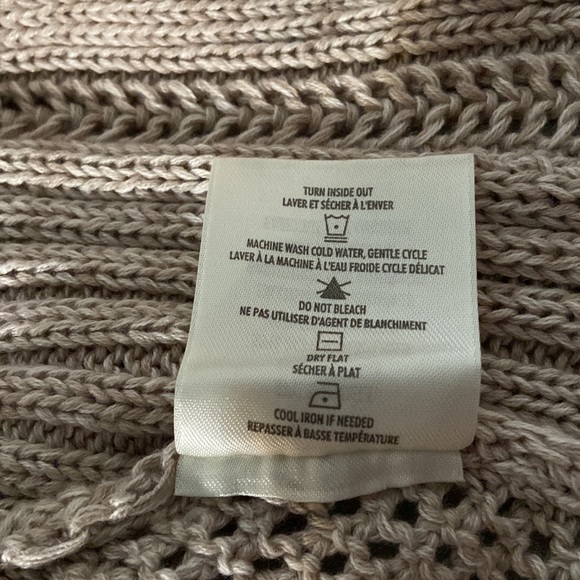 TURN INSIDE OUT
LAVER ET SÉCHER À L'ENVER
MACHINE WASH COLD WATER, GENTLE CYCLE
LAVER À LA MACHINE À L'EAU FROIDE CYCLE DÉLICAT
DO NOT BLEACH
NE PAS UTILISER D'AGENT DE BLANCHIMENT
DRY FLAT
SÉCHER À PLAT
COOL IRON IF NEEDED
REPASSER À BASSE TEMPÉRATURE